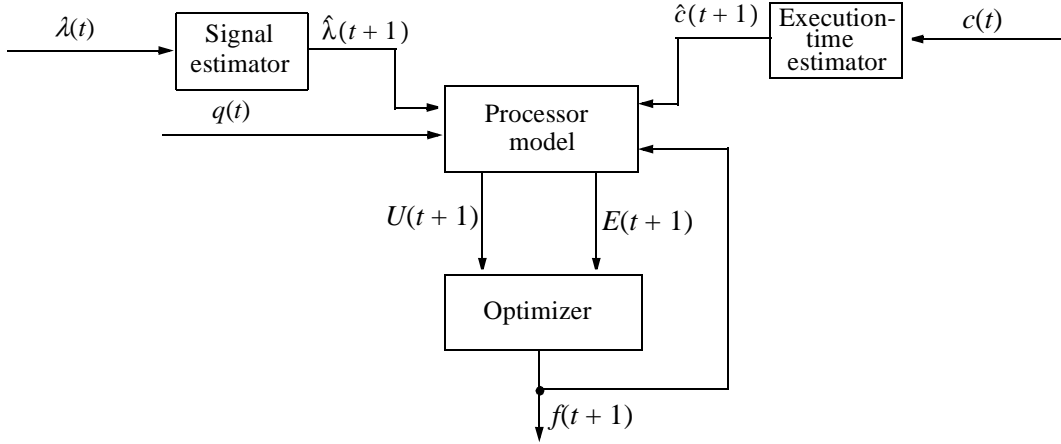 λ(t)
Signal
estimator
λ̂(t + 1)
ĉ(t + 1)
Execution-
time
estimator
c(t)
q(t)
Processor
model
U(t + 1)
E(t + 1)
Optimizer
f(t + 1)